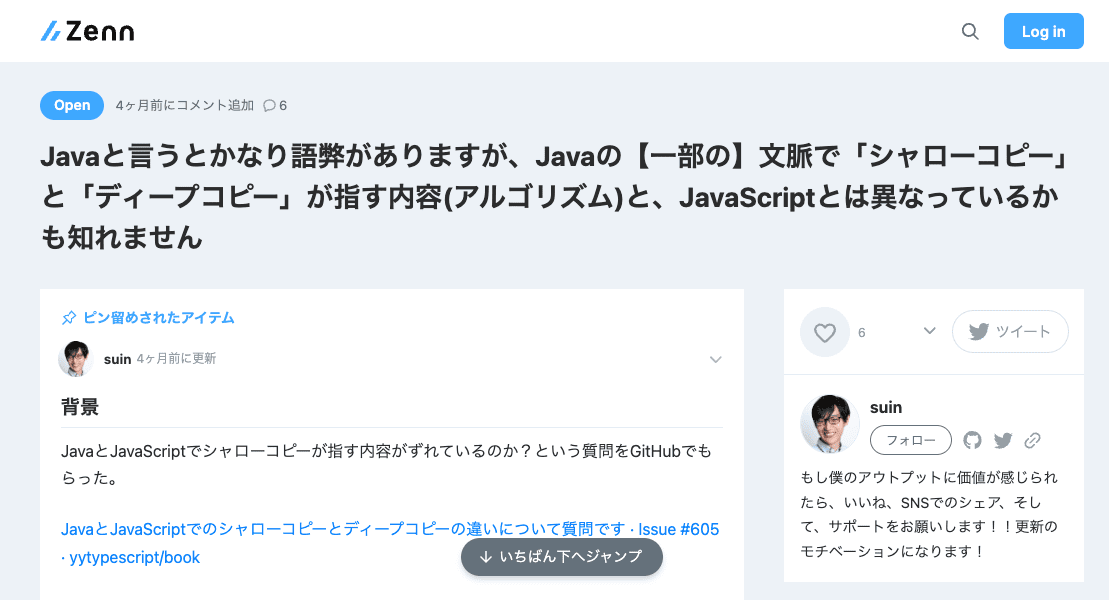 Zenn
Log in
Open 4ヶ月前にコメント追加 6
Javaと言うとかなり語弊がありますが、Javaの【一部の】文脈で「シャローコピー」
と「ディープコピー」が指す内容(アルゴリズム)と、JavaScriptとは異なっているか
も知れません
ピン留めされたアイテム
suin 4ヶ月前に更新
背景
JavaとJavaScriptでシャローコピーが指す内容がずれているのか？という質問をGitHubでも
らった。
JavaとJavaScriptでのシャローコピーとディープコピーの違いについて質問です · Issue #605
· yytypescript/book
いちばん下へジャンプ
6
ツイート
suin
フォロー
もし僕のアウトプットに価値が感じられ
たら、いいね、SNSでのシェア、そし
て、サポートをお願いします！！更新の
モチベーションになります！